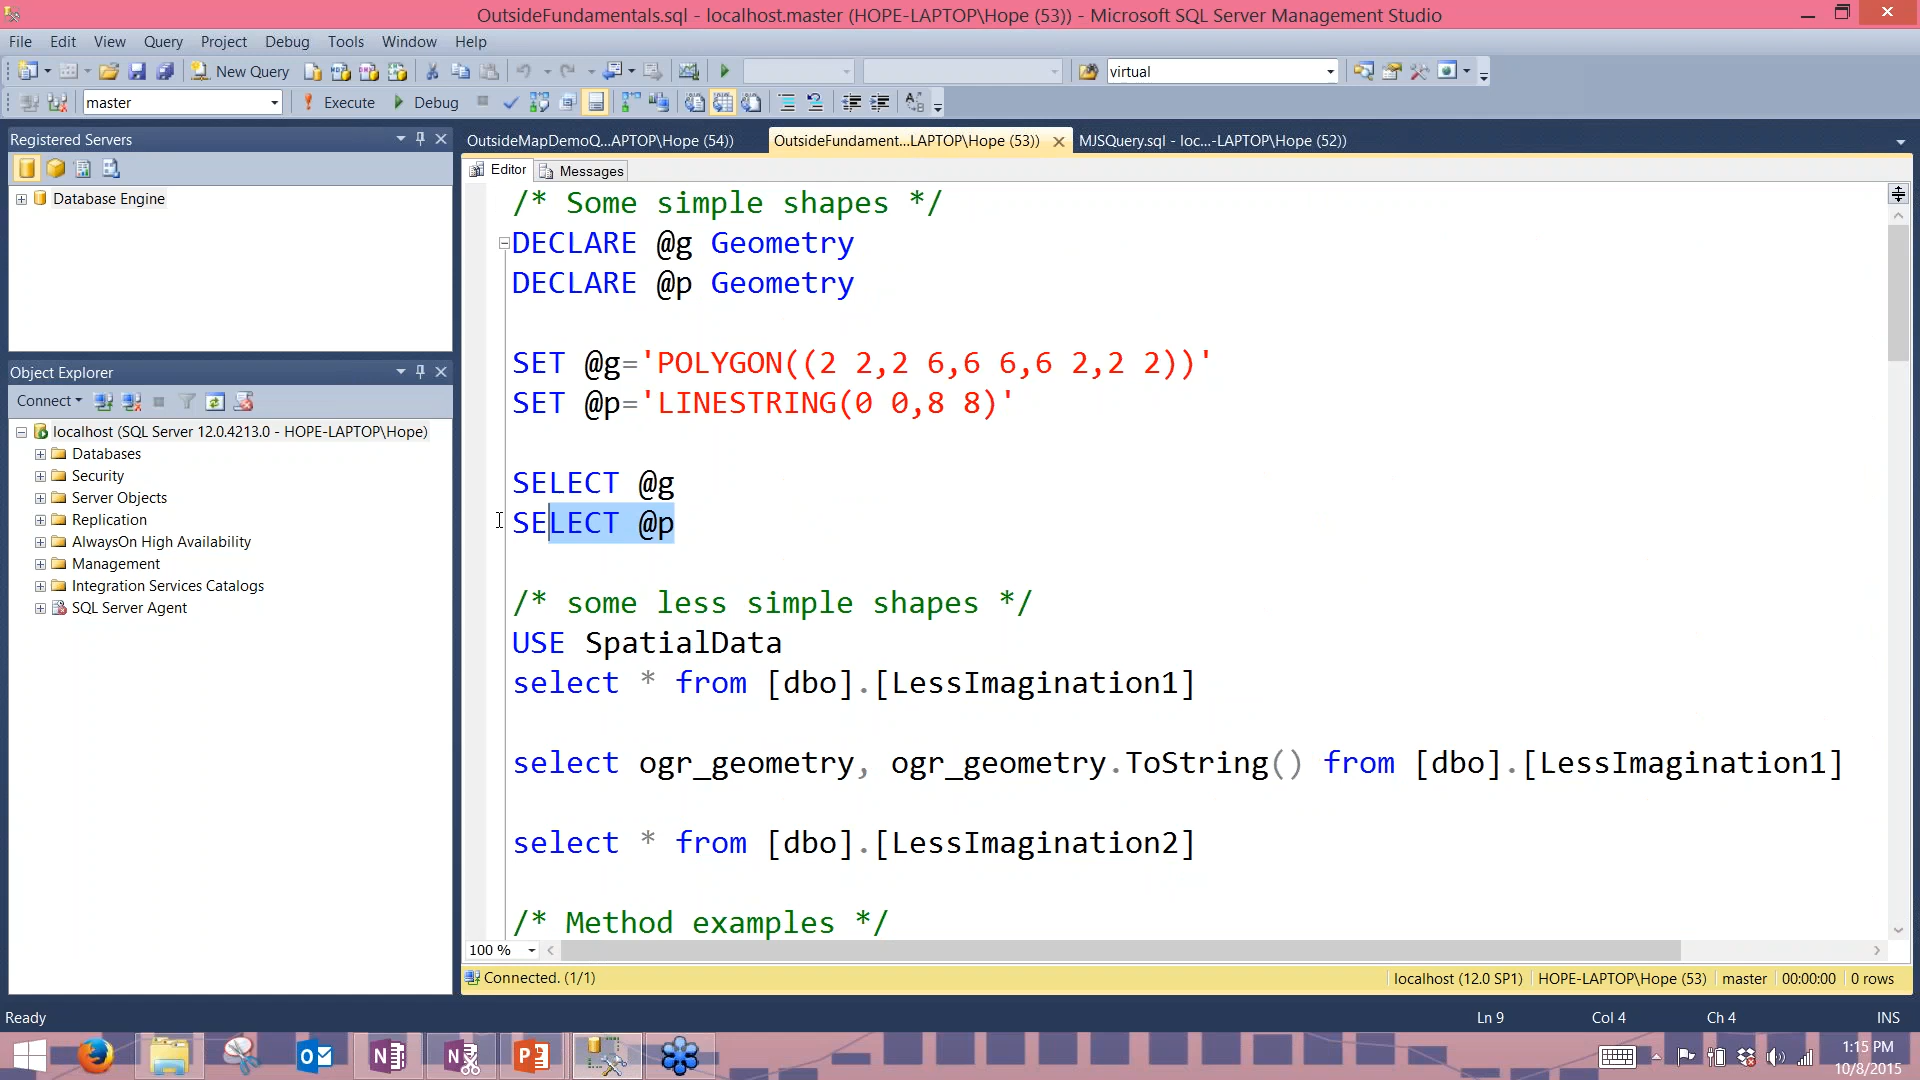 OutsideFundamentals.sql - localhost.master (HOPE-LAPTOP\Hope (53)) - Microsoft SQL Server Management Studio
File Edit View Query Project Debug Tools Window Help
New Query virtual
master Execute Debug
Registered Servers
Database Engine
Object Explorer
Connect
localhost (SQL Server 12.0.4213.0 - HOPE-LAPTOP\Hope)
Databases
Security
Server Objects
Replication
AlwaysOn High Availability
Management
Integration Services Catalogs
SQL Server Agent
OutsideMapDemoQ...APTOP\Hope (54)) OutsideFundament...LAPTOP\Hope (53)) MJSQuery.sql - loc...-LAPTOP\Hope (52))
Editor Messages
/* Some simple shapes */
DECLARE @g Geometry
DECLARE @p Geometry
SET @g='POLYGON((2 2,2 6,6 6,6 2,2 2))'
SET @p='LINESTRING(0 0,8 8)'
SELECT @g
SELECT @p
/* some less simple shapes */
USE SpatialData
select * from [dbo].[LessImagination1]
select ogr_geometry, ogr_geometry.ToString() from [dbo].[LessImagination1]
select * from [dbo].[LessImagination2]
/* Method examples */
100 %
Connected. (1/1) localhost (12.0 SP1) HOPE-LAPTOP\Hope (53) master 00:00:00 0 rows
Ready Ln 9 Col 4 Ch 4 INS
1:15 PM
10/8/2015